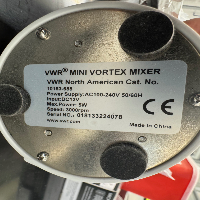 VWR® MINI VORTEX MIXER
VWR North American Cat. No.
10153-688
Power Supply:AC100-240V 50/60H
Input:DC12V
Max.Power: 5W
Speed: 3000rpm
Serial NO.: 018133224078
www.vwr.com
CE
Made in China